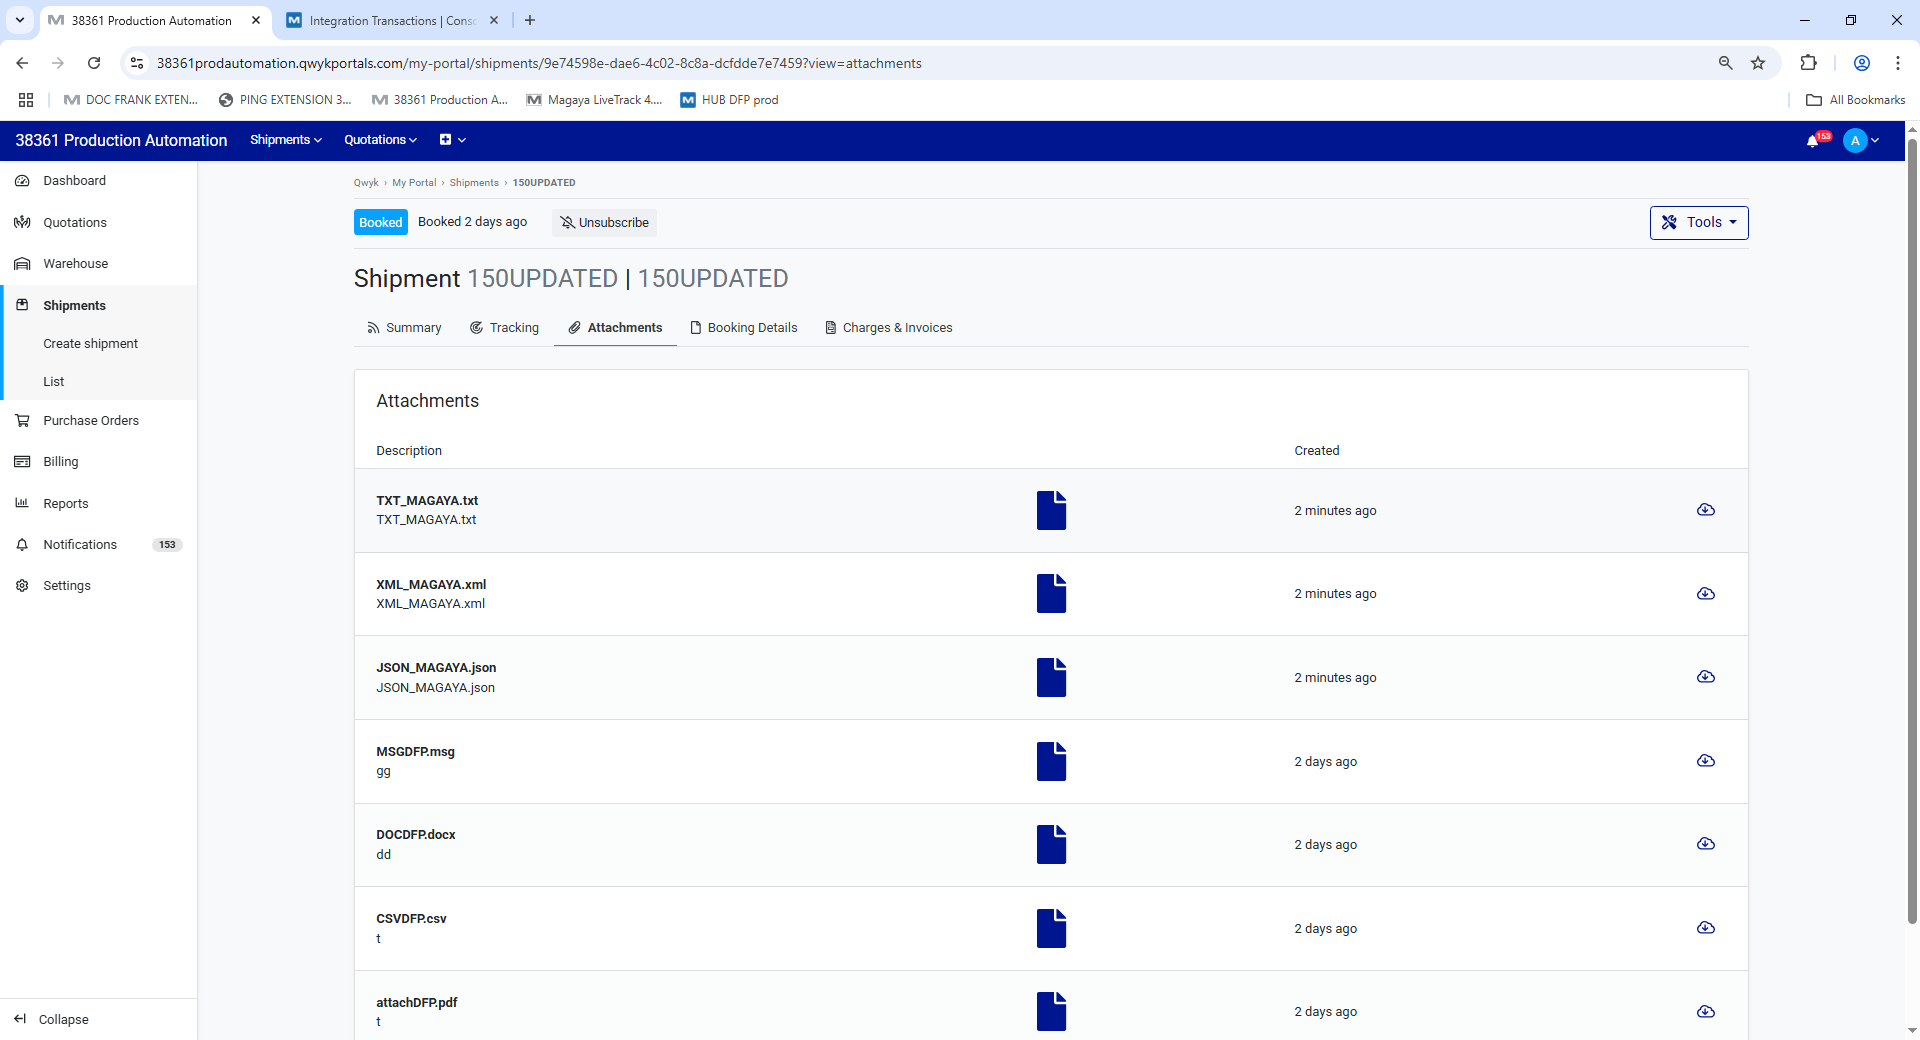 38361 Production Automation
Integration Transactions | Conso
38361prodautomation.qwykportals.com/my-portal/shipments/9e74598e-dae6-4c02-8c8a-dcfdde7e7459?view=attachments
DOC FRANK EXTEN...
PING EXTENSION 3...
38361 Production A...
Magaya LiveTrack 4....
HUB DFP prod
All Bookmarks
38361 Production Automation
Shipments
Quotations
153
A
Dashboard
Quotations
Warehouse
Shipments
Create shipment
List
Purchase Orders
Billing
Reports
Notifications 153
Settings
Collapse
Qwyk › My Portal › Shipments › 150UPDATED
Booked Booked 2 days ago Unsubscribe
Tools
Shipment 150UPDATED | 150UPDATED
Summary Tracking Attachments Booking Details Charges & Invoices
Attachments
Description Created
TXT_MAGAYA.txt
TXT_MAGAYA.txt
2 minutes ago
XML_MAGAYA.xml
XML_MAGAYA.xml
2 minutes ago
JSON_MAGAYA.json
JSON_MAGAYA.json
2 minutes ago
MSGDFP.msg
gg
2 days ago
DOCDFP.docx
dd
2 days ago
CSVDFP.csv
t
2 days ago
attachDFP.pdf
t
2 days ago